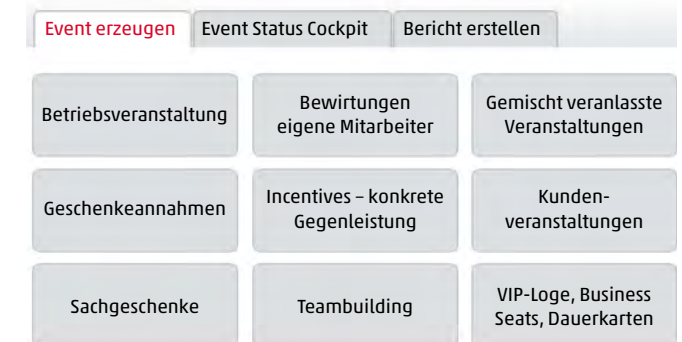 Event erzeugen Event Status Cockpit Bericht erstellen
Betriebsveranstaltung
Bewirtungen
eigene Mitarbeiter
Gemischt veranlasste
Veranstaltungen
Geschenkeannahmen
Incentives – konkrete
Gegenleistung
Kunden-
veranstaltungen
Sachgeschenke
Teambuilding
VIP-Loge, Business
Seats, Dauerkarten